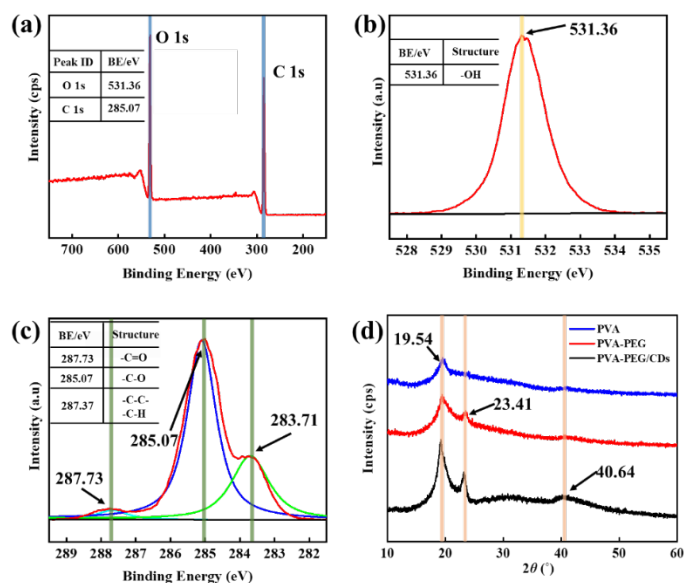 (a)
O 1s
C 1s
Peak ID BE/eV
O 1s 531.36
C 1s 285.07
Intensity (cps)
700 600 500 400 300 200
Binding Energy (eV)
(b)
531.36
BE/eV Structure
531.36 -OH
Intensity (a.u)
528 529 530 531 532 533 534 535
Binding Energy (eV)
(c)
BE/eV Structure
287.73 -C=O
285.07 -C-O
287.37 -C-C-
-C-H
285.07
283.71
287.73
Intensity (a.u)
289 288 287 286 285 284 283 282
Binding Energy (eV)
(d)
PVA
PVA-PEG
PVA-PEG/CDs
19.54
23.41
40.64
Intensity (cps)
10 20 30 40 50 60
2θ (°)